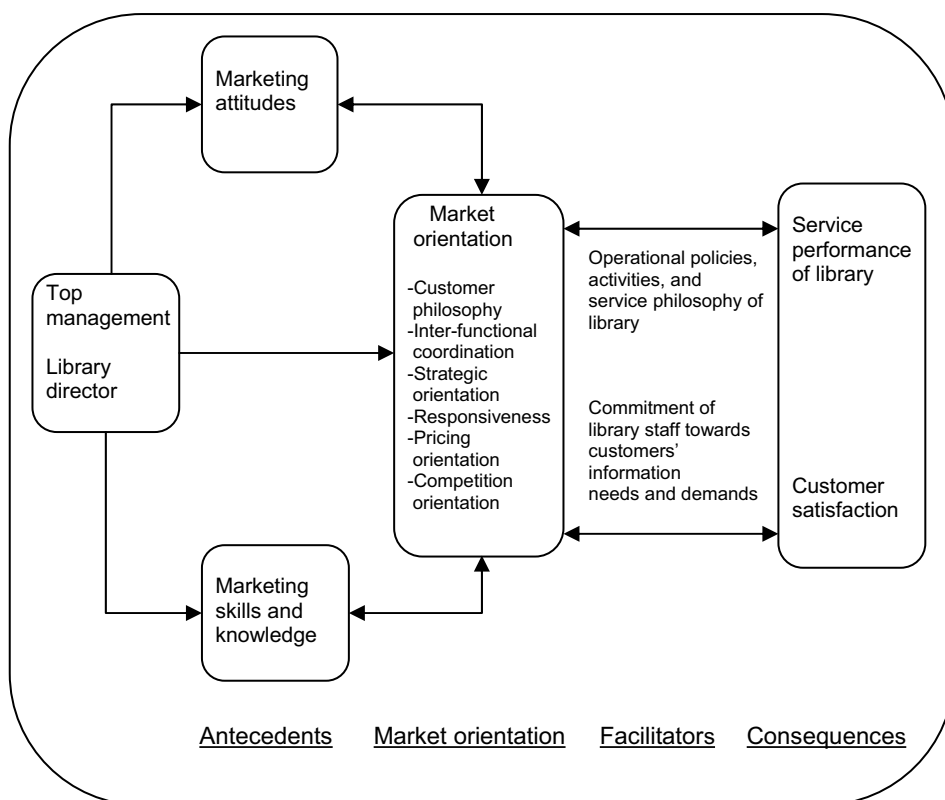 Marketing
attitudes
Top
management
Library
director
Marketing
skills and
knowledge
Market
orientation
-Customer
philosophy
-Inter-functional
coordination
-Strategic
orientation
-Responsiveness
-Pricing
orientation
-Competition
orientation
Operational policies,
activities, and
service philosophy of
library
Commitment of
library staff towards
customers'
information
needs and demands
Service
performance
of library
Customer
satisfaction
Antecedents Market orientation Facilitators Consequences